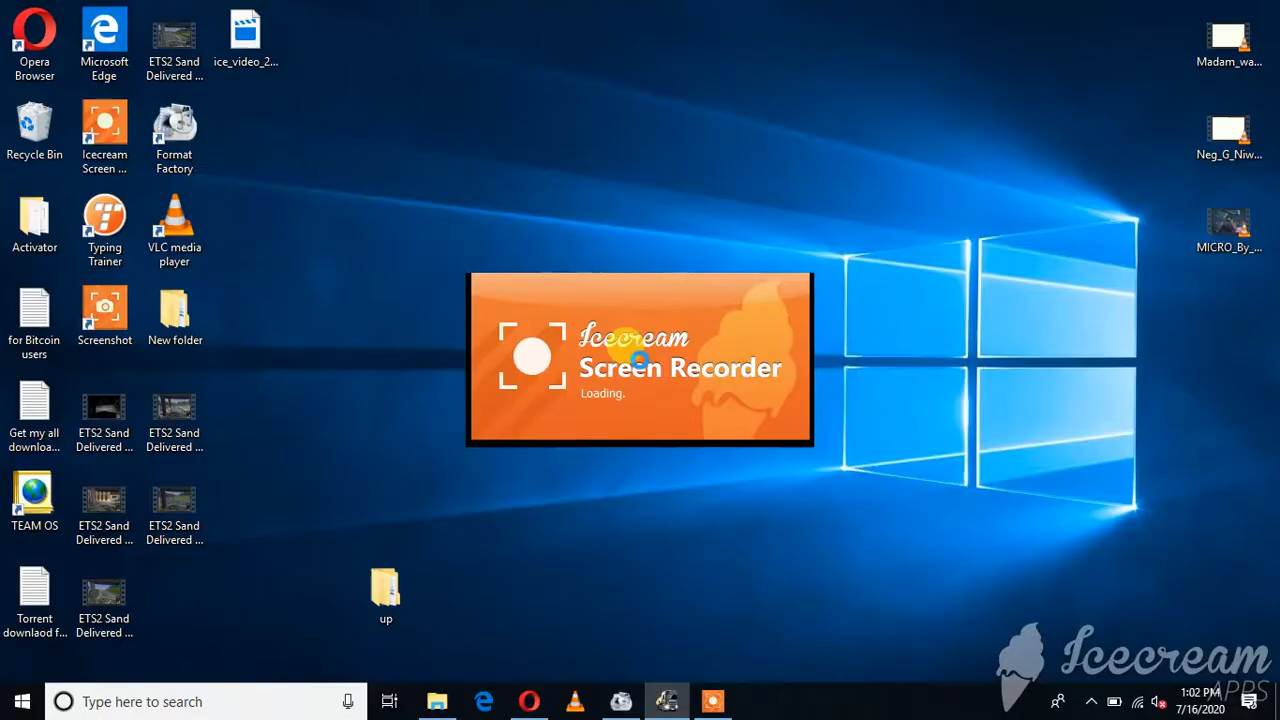 Opera
Browser
Microsoft
Edge
ETS2 Sand
Delivered ...
ice_video_2...
Madam_wa...
Recycle Bin
Icecream
Screen ...
Format
Factory
Neg_G_Niw...
Activator
Typing
Trainer
VLC media
player
MICRO_By_...
for Bitcoin
users
Screenshot
New folder
Icecream
Screen Recorder
Loading.
Get my all
downloa...
ETS2 Sand
Delivered ...
ETS2 Sand
Delivered ...
TEAM OS
ETS2 Sand
Delivered ...
ETS2 Sand
Delivered ...
Torrent
downlaod f...
ETS2 Sand
Delivered ...
up
Icecream
APPS
Type here to search
1:02 PM
7/16/2020